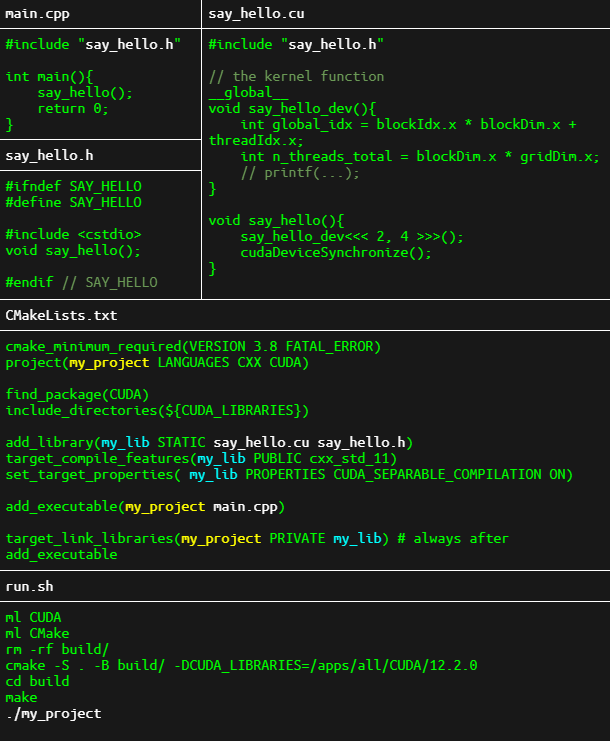 main.cpp
#include "say_hello.h"
int main(){
    say_hello();
    return 0;
}
say_hello.h
#ifndef SAY_HELLO
#define SAY_HELLO
#include <cstdio>
void say_hello();
#endif // SAY_HELLO
say_hello.cu
#include "say_hello.h"
// the kernel function
__global__
void say_hello_dev(){
    int global_idx = blockIdx.x * blockDim.x +
threadIdx.x;
    int n_threads_total = blockDim.x * gridDim.x;
    // printf(...);
}
void say_hello(){
    say_hello_dev<<< 2, 4 >>>();
    cudaDeviceSynchronize();
}
CMakeLists.txt
cmake_minimum_required(VERSION 3.8 FATAL_ERROR)
project(my_project LANGUAGES CXX CUDA)
find_package(CUDA)
include_directories(${CUDA_LIBRARIES})
add_library(my_lib STATIC say_hello.cu say_hello.h)
target_compile_features(my_lib PUBLIC cxx_std_11)
set_target_properties( my_lib PROPERTIES CUDA_SEPARABLE_COMPILATION ON)
add_executable(my_project main.cpp)
target_link_libraries(my_project PRIVATE my_lib) # always after
add_executable
run.sh
ml CUDA
ml CMake
rm -rf build/
cmake -S . -B build/ -DCUDA_LIBRARIES=/apps/all/CUDA/12.2.0
cd build
make
./my_project